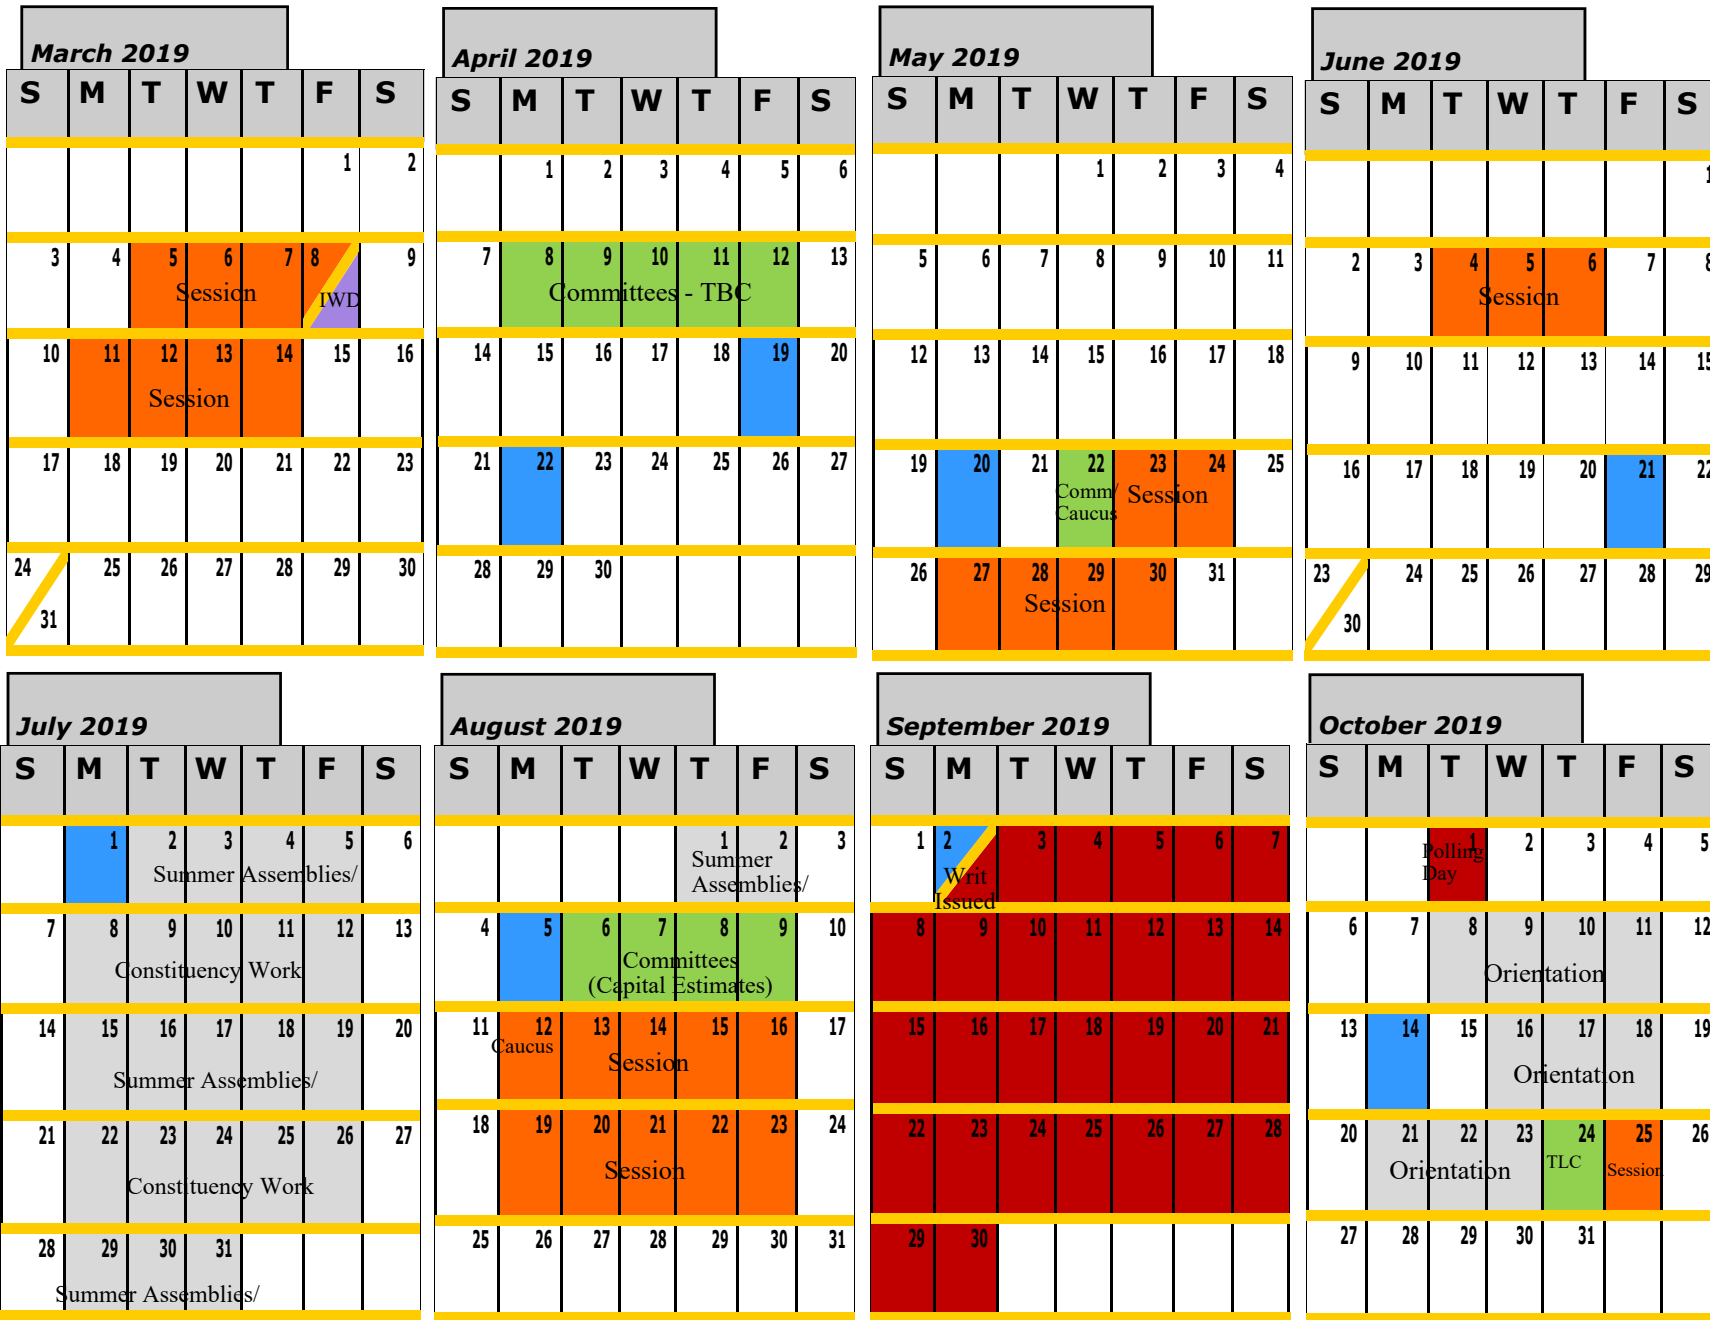 March 2019
S M T W T F S
1 2
3 4 5 6 7 8 9
Session
IWD
10 11 12 13 14 15 16
Session
17 18 19 20 21 22 23
24 25 26 27 28 29 30
31
April 2019
S M T W T F S
1 2 3 4 5 6
7 8 9 10 11 12 13
Committees - TBC
14 15 16 17 18 19 20
21 22 23 24 25 26 27
28 29 30
May 2019
S M T W T F S
1 2 3 4
5 6 7 8 9 10 11
12 13 14 15 16 17 18
19 20 21 22 23 24 25
Comm/
Caucus
Session
26 27 28 29 30 31
Session
June 2019
S M T W T F S
1
2 3 4 5 6 7 8
Session
9 10 11 12 13 14 15
16 17 18 19 20 21 22
23 24 25 26 27 28 29
30
July 2019
S M T W T F S
1 2 3 4 5 6
Summer Assemblies/
7 8 9 10 11 12 13
Constituency Work
14 15 16 17 18 19 20
Summer Assemblies/
21 22 23 24 25 26 27
Constituency Work
28 29 30 31
Summer Assemblies/
August 2019
S M T W T F S
1 2 3
Summer
Assemblies/
4 5 6 7 8 9 10
Committees
(Capital Estimates)
11 12 13 14 15 16 17
Caucus
Session
18 19 20 21 22 23 24
Session
25 26 27 28 29 30 31
September 2019
S M T W T F S
1 2 3 4 5 6 7
Writ
Issued
8 9 10 11 12 13 14
15 16 17 18 19 20 21
22 23 24 25 26 27 28
29 30
October 2019
S M T W T F S
1 2 3 4 5
Polling
Day
6 7 8 9 10 11 12
Orientation
13 14 15 16 17 18 19
Orientation
20 21 22 23 24 25 26
Orientation
TLC
Session
27 28 29 30 31